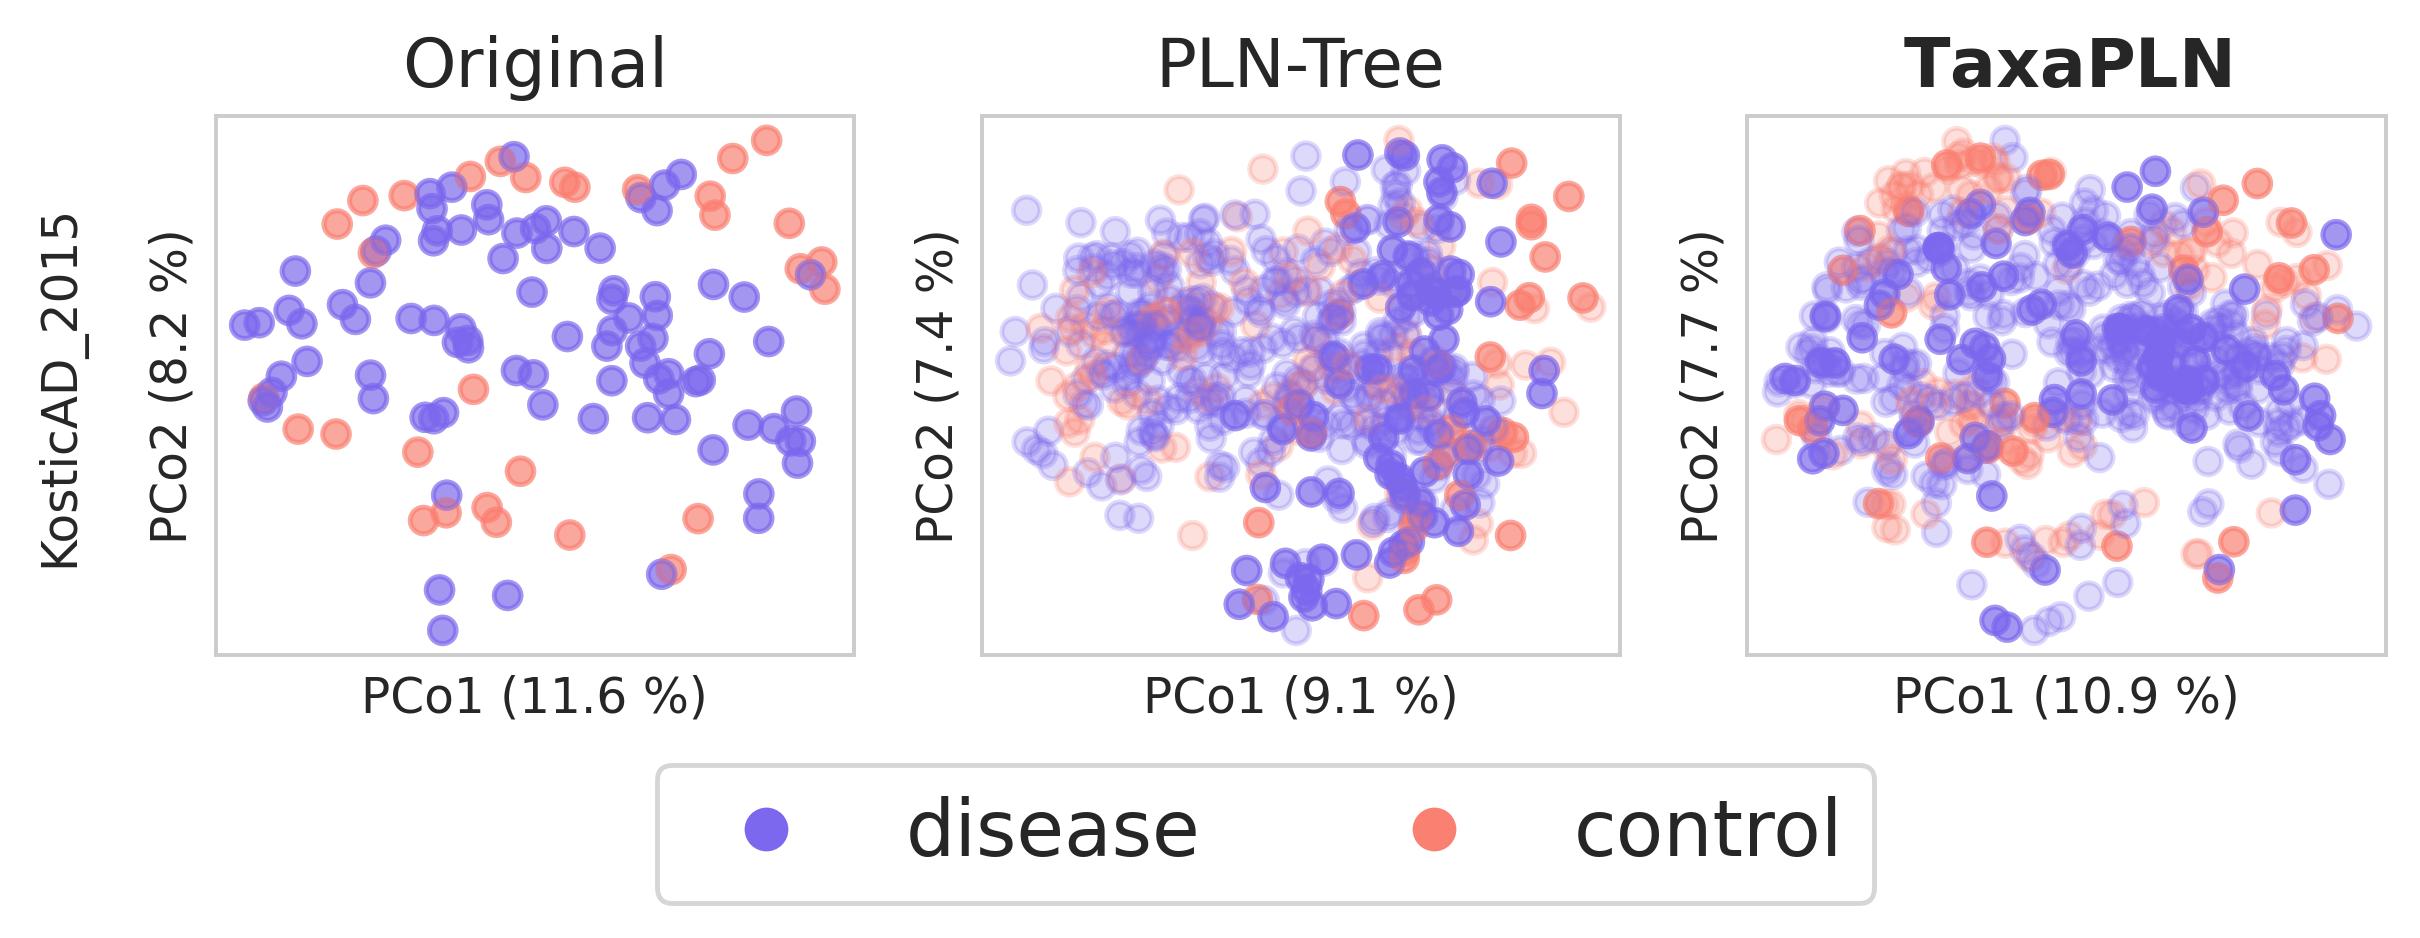 Original
PLN-Tree
TaxaPLN
KosticAD_2015
PCo2 (8.2 %)
PCo2 (7.4 %)
PCo2 (7.7 %)
PCo1 (11.6 %)
PCo1 (9.1 %)
PCo1 (10.9 %)
disease
control